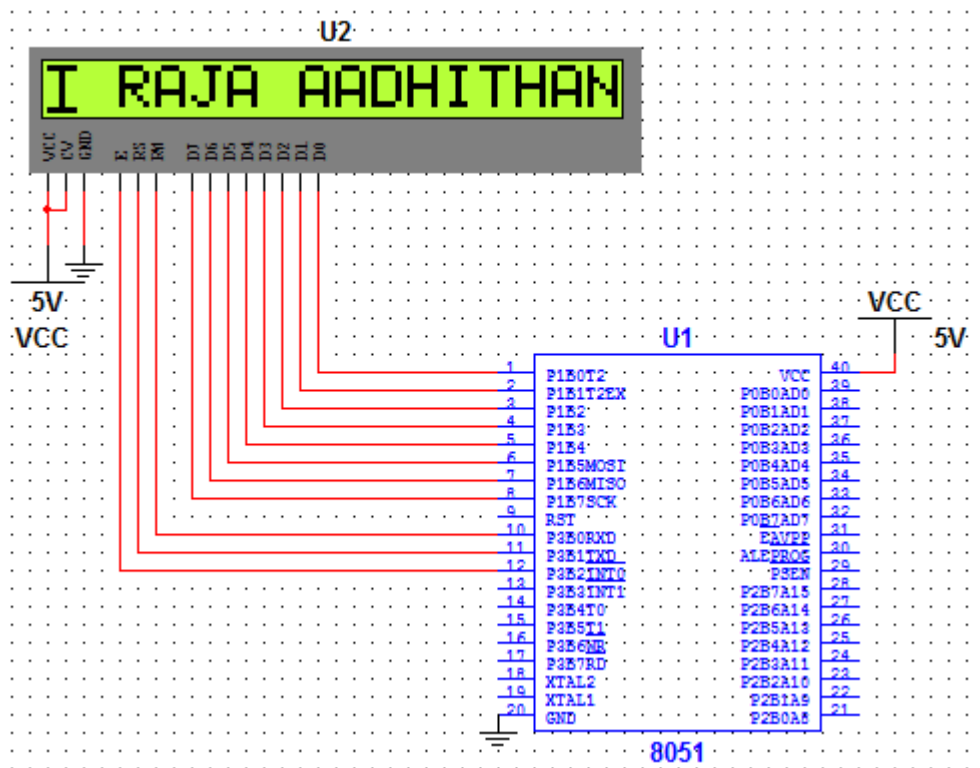 U2
I RAJA AADHITHAN
VCC CV GND E RS RW D7 D6 D5 D4 D3 D2 D1 D0
5V
VCC
VCC
5V
U1
1 P1B0T2 VCC 40
2 P1B1T2EX P0B0AD0 39
3 P1B2 P0B1AD1 38
4 P1B3 P0B2AD2 37
5 P1B4 P0B3AD3 36
6 P1B5MOSI P0B4AD4 35
7 P1B6MISO P0B5AD5 34
8 P1B7SCK P0B6AD6 33
9 RST P0B7AD7 32
10 P3B0RXD EAVPP 31
11 P3B1TXD ALEPROG 30
12 P3B2INT0 PSEN 29
13 P3B3INT1 P2B7A15 28
14 P3B4T0 P2B6A14 27
15 P3B5T1 P2B5A13 26
16 P3B6WR P2B4A12 25
17 P3B7RD P2B3A11 24
18 XTAL2 P2B2A10 23
19 XTAL1 P2B1A9 22
20 GND P2B0A8 21
8051